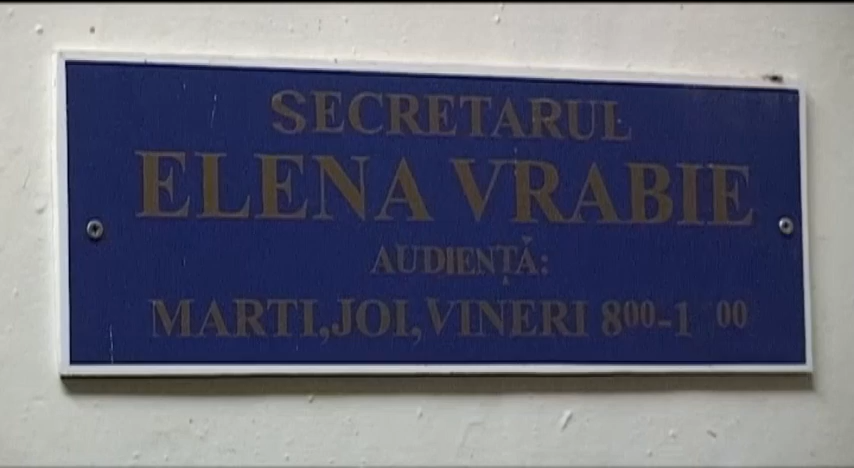 SECRETARUL
ELENA VRABIE
AUDIENȚĂ:
MARTI,JOI,VINERI 800-1 00